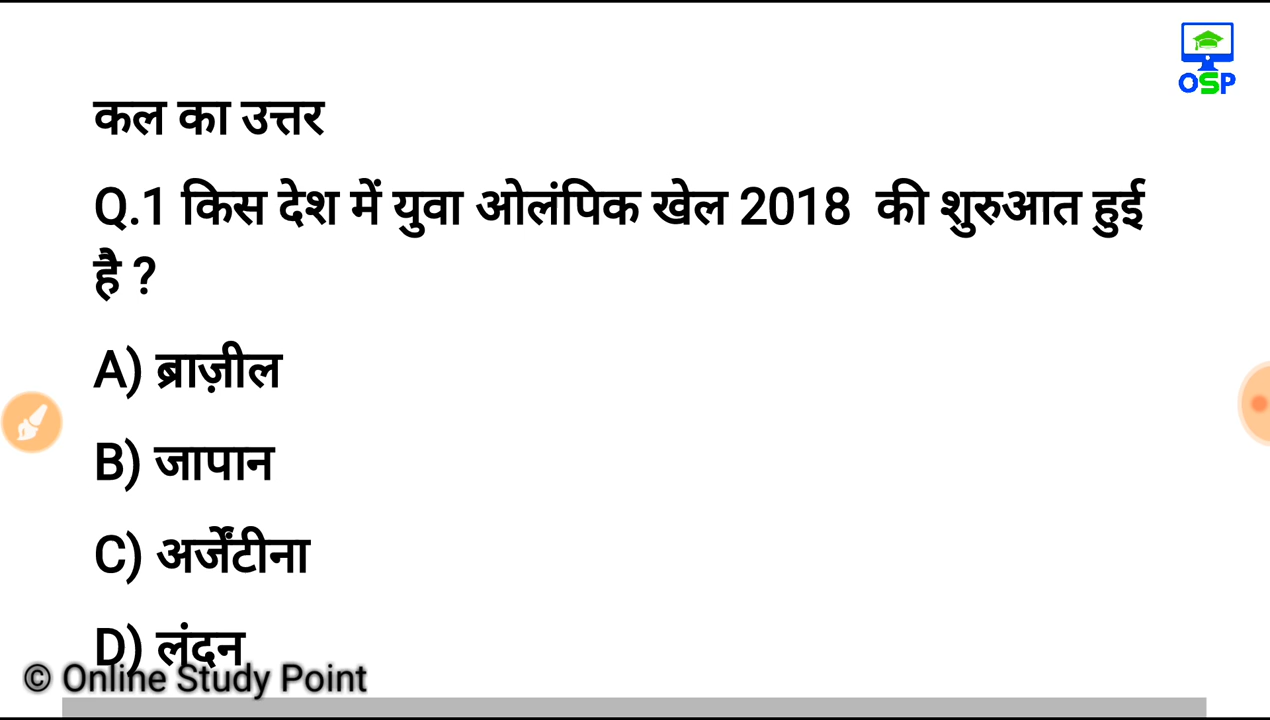 OSP
कल का उत्तर
Q.1 किस देश में युवा ओलंपिक खेल 2018 की शुरुआत हुई
है ?
A) ब्राज़ील
B) जापान
C) अर्जेंटीना
D) लंदन
© Online Study Point